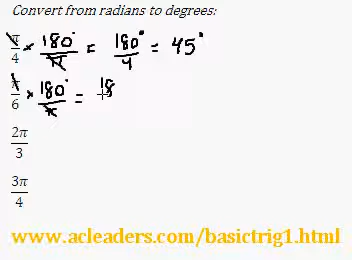 Convert from radians to degrees:
π/4 × 180°/π = 180°/4 = 45°
π/6 × 180°/π = 18
2π/3
3π/4
www.acleaders.com/basictrig1.html